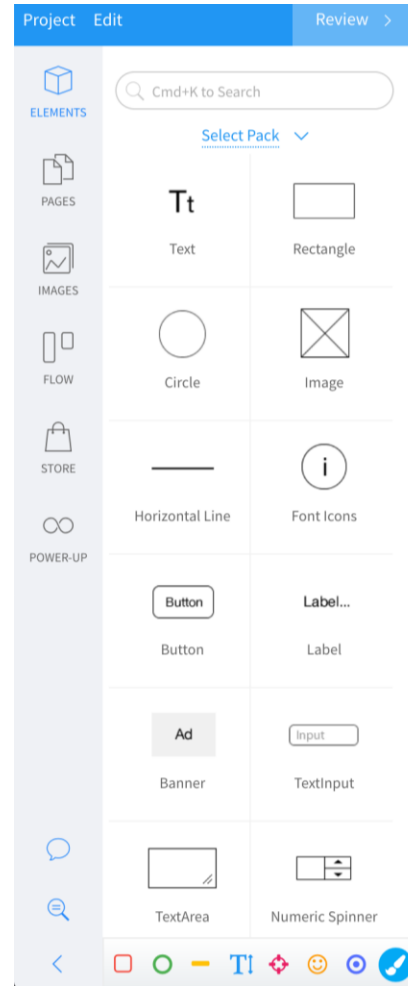 Project Edit Review >
ELEMENTS
PAGES
IMAGES
FLOW
STORE
POWER-UP
Cmd+K to Search
Select Pack
Tt
Text Rectangle
Circle Image
i
Horizontal Line Font Icons
Button Label...
Button Label
Ad Input
Banner TextInput
TextArea Numeric Spinner
T